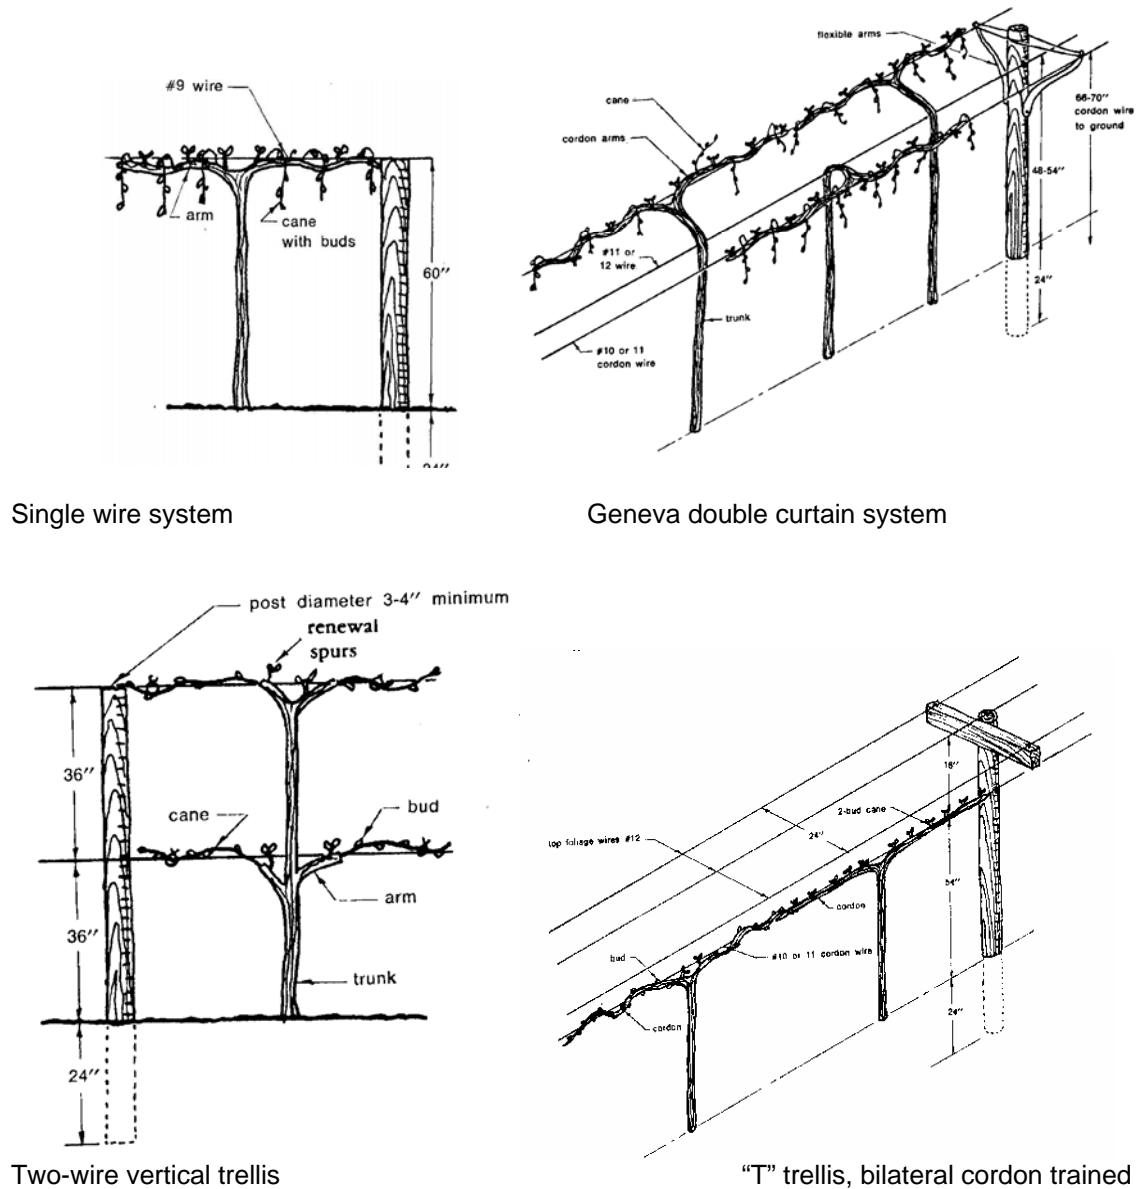 #9 wire
arm
cane
with buds
60"
24"
Single wire system
flexible arms
cane
cordon arms
66-70"
cordon wire
to ground
48-54"
#11 or
12 wire
24"
trunk
#10 or 11
cordon wire
Geneva double curtain system
post diameter 3-4" minimum
renewal
spurs
36"
cane
bud
arm
36"
trunk
24"
Two-wire vertical trellis
18"
2-bud cane
24"
top foliage wires #12
54"
cordon
bud
#10 or 11 cordon wire
cordon
24"
"T" trellis, bilateral cordon trained